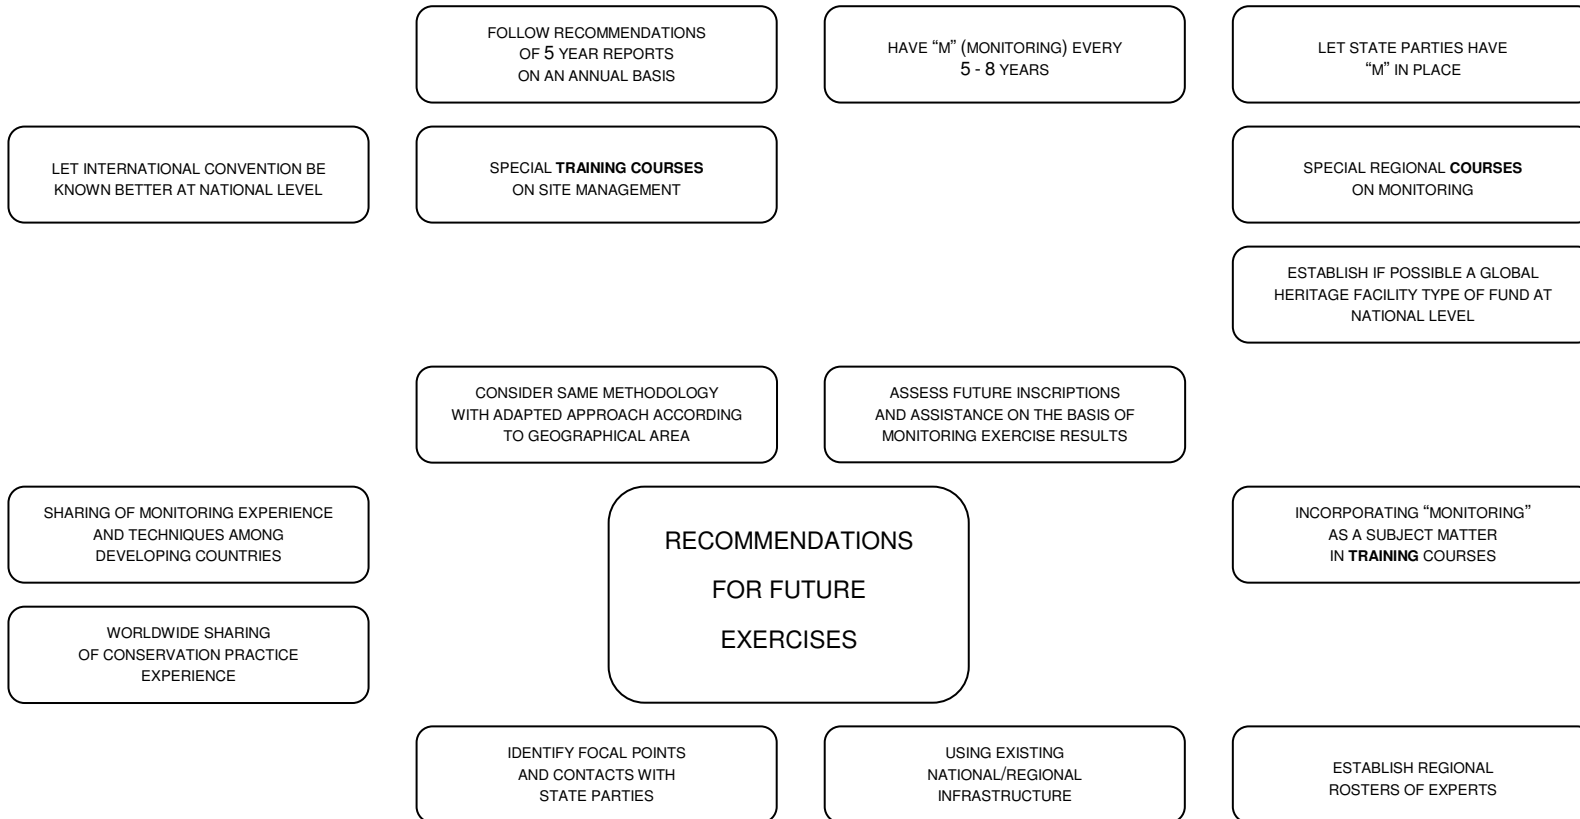 FOLLOW RECOMMENDATIONS
OF 5 YEAR REPORTS
ON AN ANNUAL BASIS
HAVE “M” (MONITORING) EVERY
5 - 8 YEARS
LET STATE PARTIES HAVE
“M” IN PLACE
LET INTERNATIONAL CONVENTION BE
KNOWN BETTER AT NATIONAL LEVEL
SPECIAL TRAINING COURSES
ON SITE MANAGEMENT
SPECIAL REGIONAL COURSES
ON MONITORING
ESTABLISH IF POSSIBLE A GLOBAL
HERITAGE FACILITY TYPE OF FUND AT
NATIONAL LEVEL
CONSIDER SAME METHODOLOGY
WITH ADAPTED APPROACH ACCORDING
TO GEOGRAPHICAL AREA
ASSESS FUTURE INSCRIPTIONS
AND ASSISTANCE ON THE BASIS OF
MONITORING EXERCISE RESULTS
SHARING OF MONITORING EXPERIENCE
AND TECHNIQUES AMONG
DEVELOPING COUNTRIES
RECOMMENDATIONS
FOR FUTURE
EXERCISES
INCORPORATING “MONITORING”
AS A SUBJECT MATTER
IN TRAINING COURSES
WORLDWIDE SHARING
OF CONSERVATION PRACTICE
EXPERIENCE
IDENTIFY FOCAL POINTS
AND CONTACTS WITH
STATE PARTIES
USING EXISTING
NATIONAL/REGIONAL
INFRASTRUCTURE
ESTABLISH REGIONAL
ROSTERS OF EXPERTS